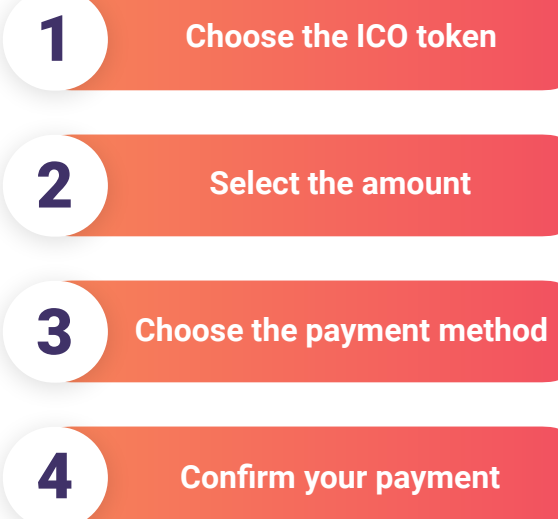 1
Choose the ICO token
2
Select the amount
3
Choose the payment method
4
Confirm your payment